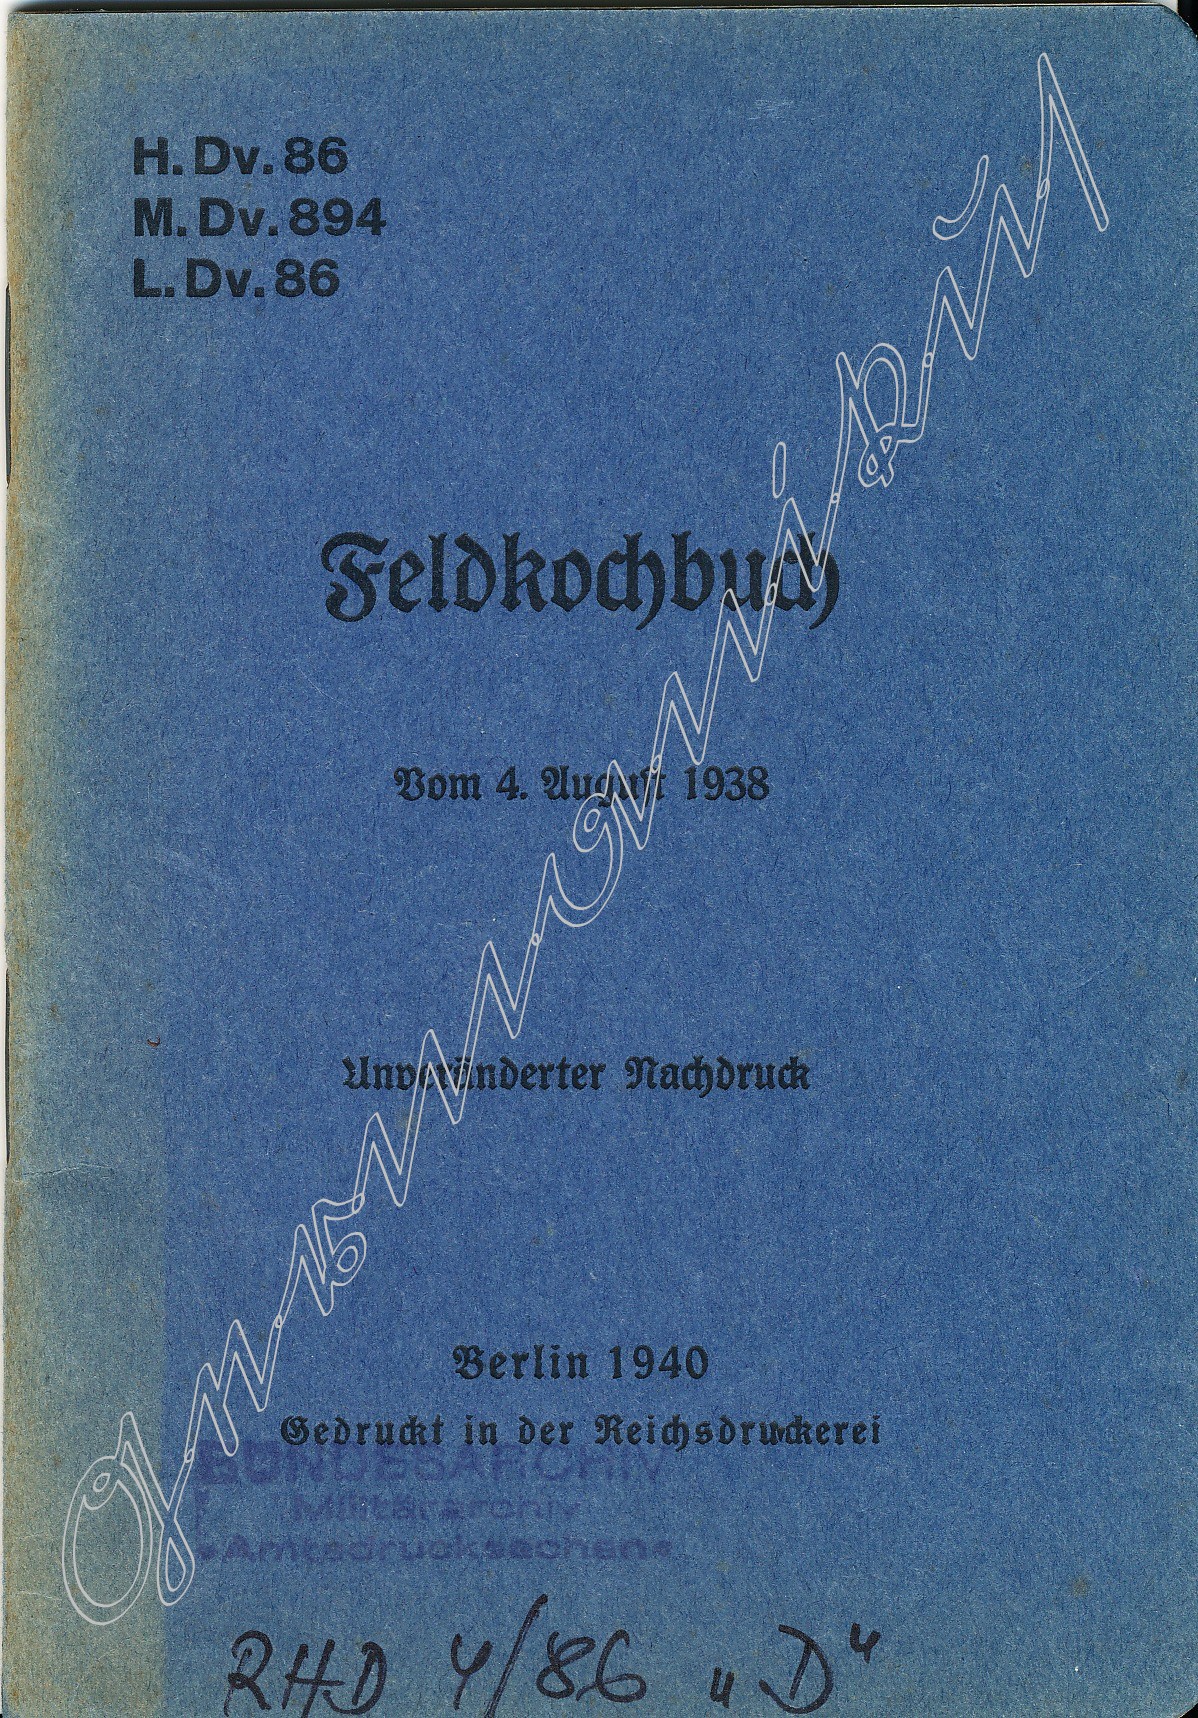 H. Dv. 86
M. Dv. 894
L. Dv. 86
Feldkochbuch
Vom 4. August 1938
Unveränderter Nachdruck
Berlin 1940
Gedruckt in der Reichsdruckerei
BUNDESARCHIV
Militärarchiv
Amtsdrucksachen
RHD 4/86 „D“